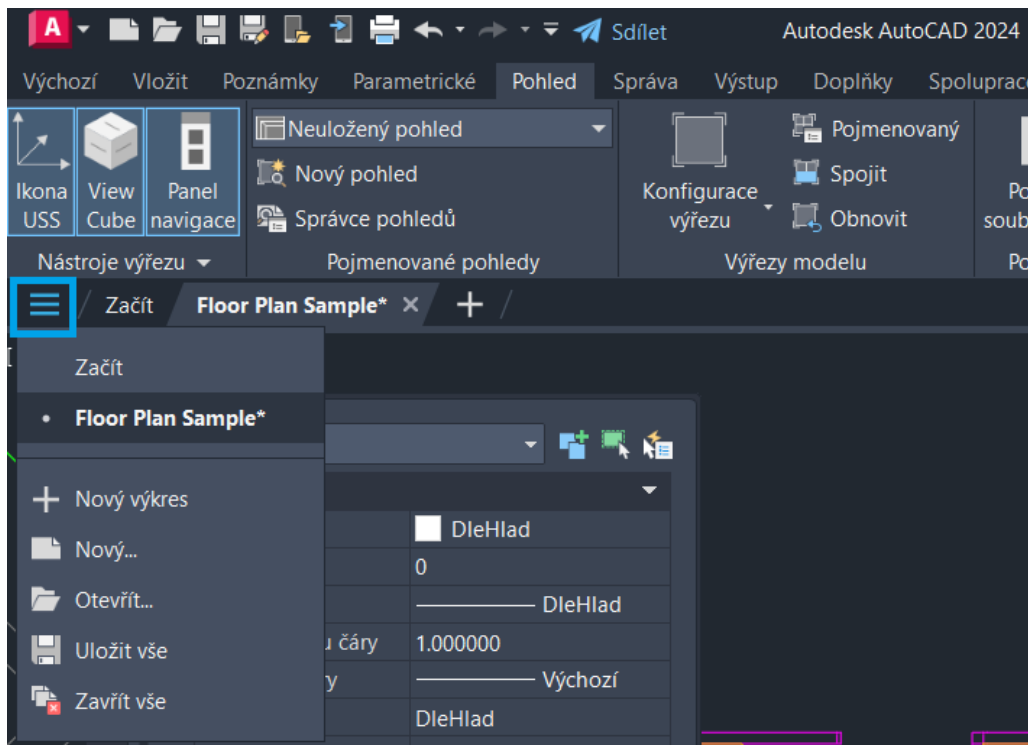 A
Sdílet
Autodesk AutoCAD 2024
Výchozí Vložit Poznámky Parametrické Pohled Správa Výstup Doplňky Spolupráce
Neuložený pohled
Nový pohled
Správce pohledů
Ikona USS
View Cube
Panel navigace
Konfigurace výřezu
Pojmenovaný
Spojit
Obnovit
soub
Nástroje výřezu
Pojmenované pohledy
Výřezy modelu
Začít
Floor Plan Sample*
Začít
Floor Plan Sample*
Nový výkres
Nový...
Otevřít...
Uložit vše
Zavřít vše
DleHlad
0
DleHlad
u čáry 1.000000
y Výchozí
DleHlad